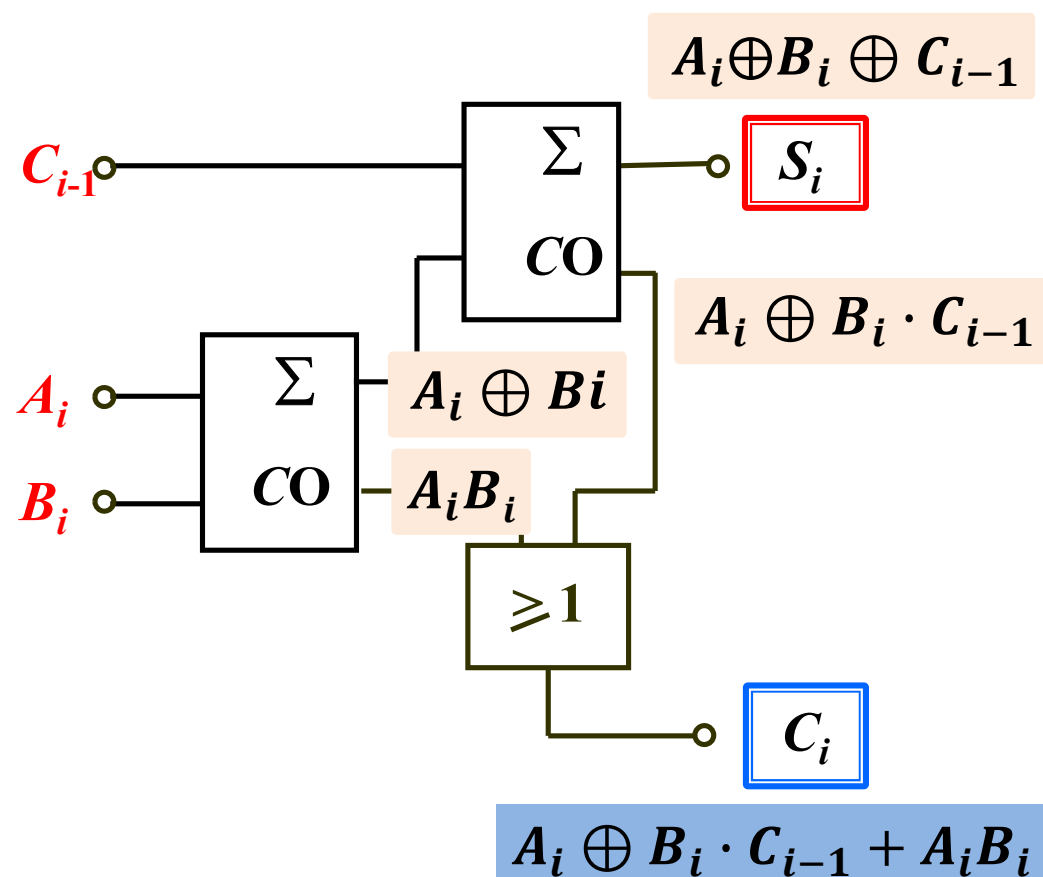 A_i⊕B_i ⊕ C_{i−1}
C_{i-1}
Σ
S_i
CO
A_i ⊕ B_i · C_{i−1}
A_i
Σ
A_i ⊕ Bi
B_i
CO
A_iB_i
⩾1
C_i
A_i ⊕ B_i · C_{i−1} + A_iB_i